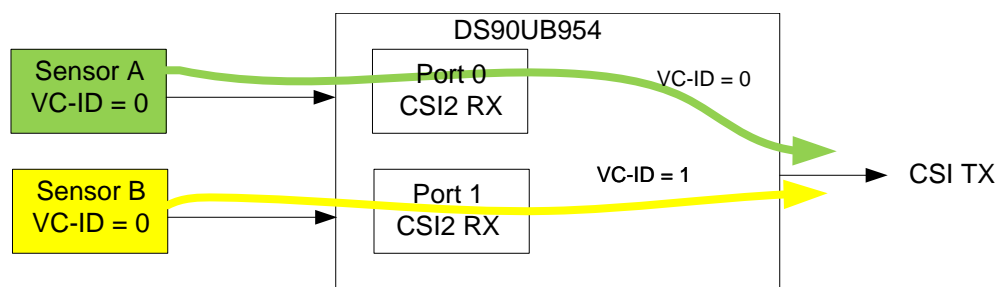 DS90UB954
Sensor A
VC-ID = 0
Port 0
CSI2 RX
VC-ID = 0
Sensor B
VC-ID = 0
Port 1
CSI2 RX
VC-ID = 1
CSI TX